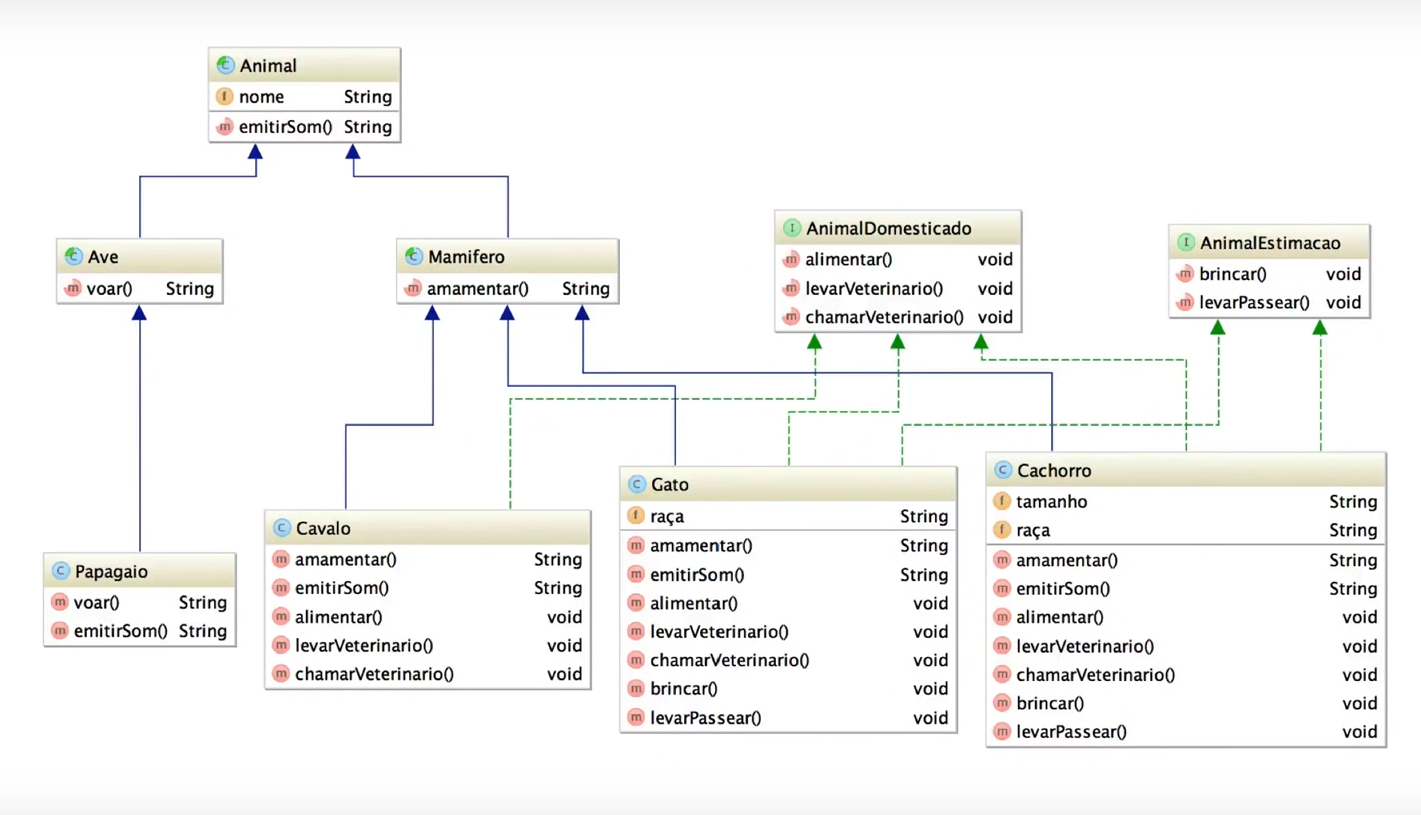 Animal
nome String
emitirSom() String
Ave
voar() String
Mamifero
amamentar() String
AnimalDomesticado
alimentar() void
levarVeterinario() void
chamarVeterinario() void
AnimalEstimacao
brincar() void
levarPassear() void
Papagaio
voar() String
emitirSom() String
Cavalo
amamentar() String
emitirSom() String
alimentar() void
levarVeterinario() void
chamarVeterinario() void
Gato
raça String
amamentar() String
emitirSom() String
alimentar() void
levarVeterinario() void
chamarVeterinario() void
brincar() void
levarPassear() void
Cachorro
tamanho String
raça String
amamentar() String
emitirSom() String
alimentar() void
levarVeterinario() void
chamarVeterinario() void
brincar() void
levarPassear() void